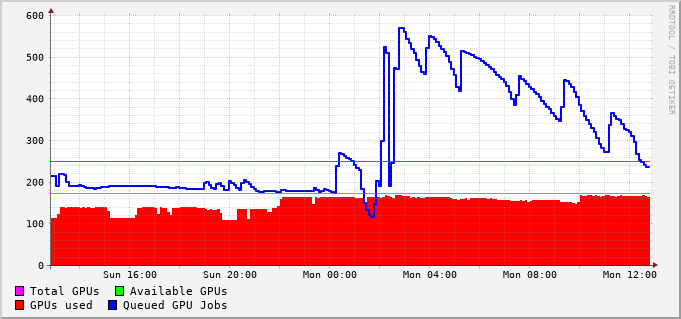 600
500
400
300
200
100
0
Sun 16:00 Sun 20:00 Mon 00:00 Mon 04:00 Mon 08:00 Mon 12:00
Total GPUs Available GPUs
GPUs used Queued GPU Jobs
RRDTOOL / TOBI OETIKER